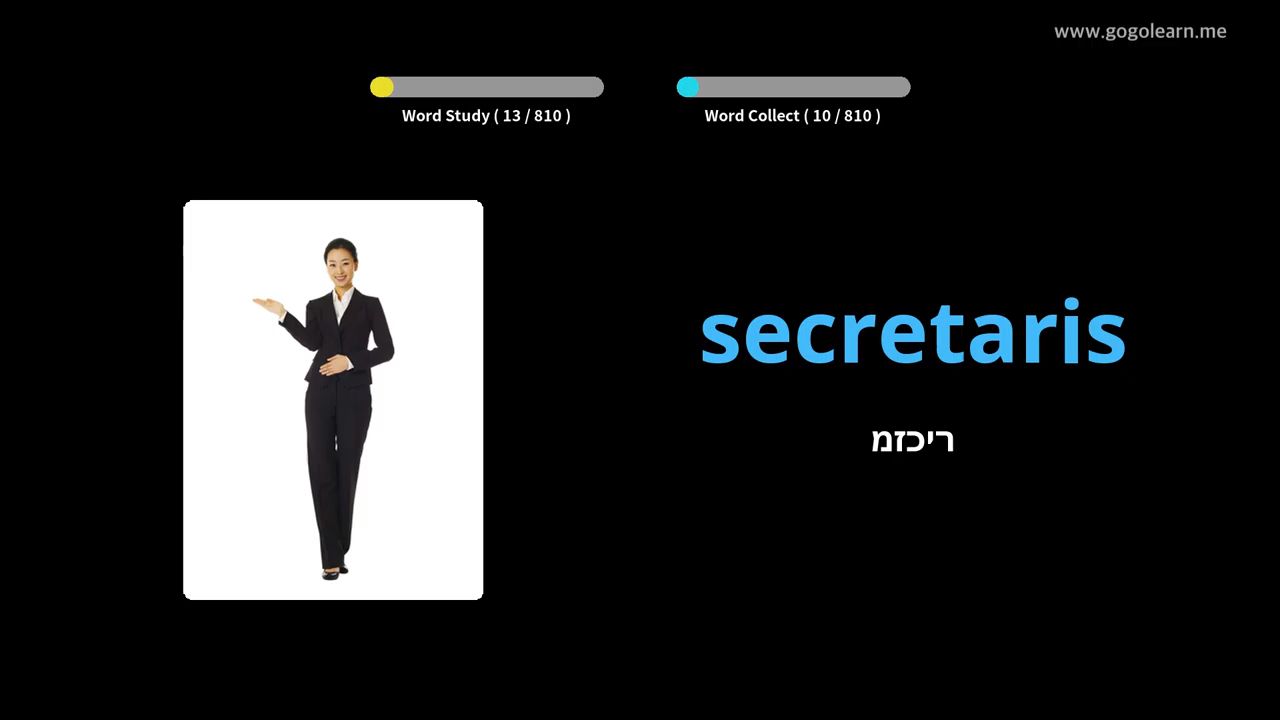 www.gogolearn.me
Word Study ( 13 / 810 )
Word Collect ( 10 / 810 )
secretaris
ריכזמ